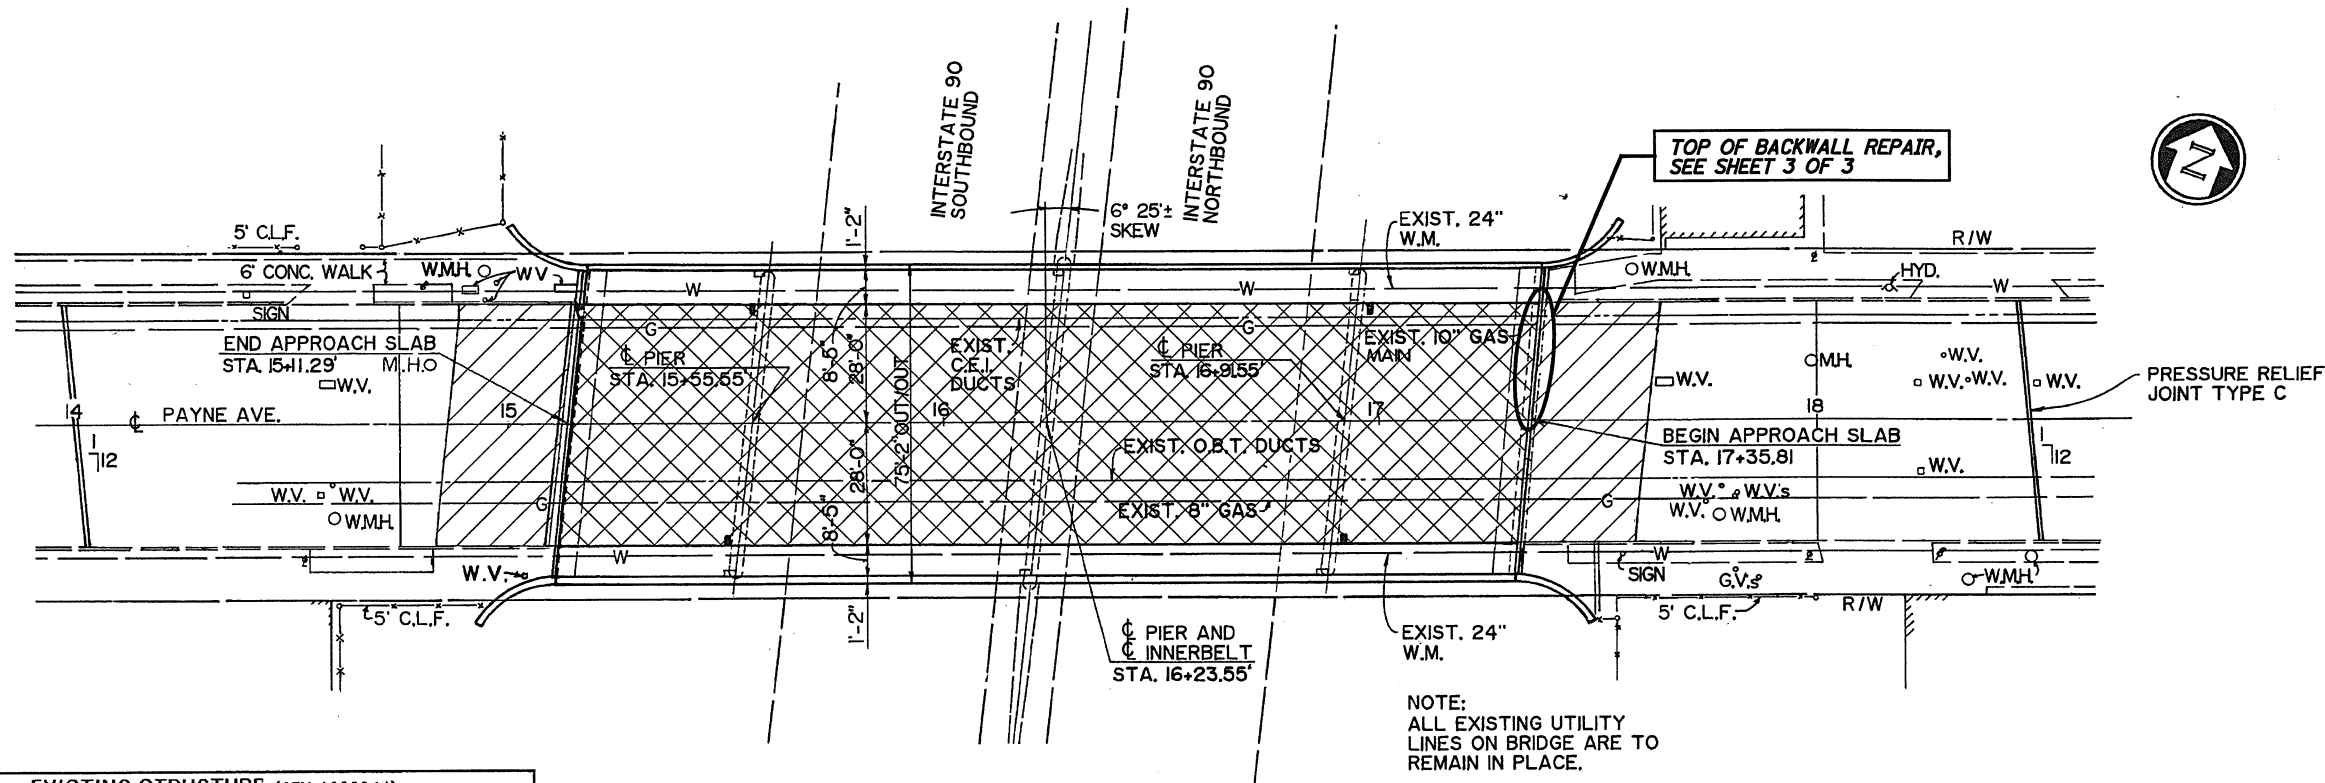 INTERSTATE 90
SOUTHBOUND
INTERSTATE 90
NORTHBOUND
TOP OF BACKWALL REPAIR,
SEE SHEET 3 OF 3
N
6° 25'±
SKEW
1'-2"
EXIST. 24"
W.M.
R/W
5' C.L.F.
6' CONC. WALK
W.M.H.
W.V.
W
W
W.M.H.
HYD.
W
SIGN
G
G
END APPROACH SLAB
STA. 15+11.29'
M.H.
W.V.
℄ PIER
STA. 15+55.55'
8'-5"
28'-0"
75'-2" OUT/OUT
EXIST.
C.E.I.
DUCTS
℄ PIER
STA. 16+91.55'
EXIST. 10" GAS
MAIN
M.H.
W.V.
W.V.
W.V.
W.V.
W.V.
PRESSURE RELIEF
JOINT TYPE C
14
℄ PAYNE AVE.
15
16
17
18
1
12
BEGIN APPROACH SLAB
STA. 17+35.81
1
12
EXIST. O.B.T. DUCTS
28'-0"
W.V.
W.V.
W.V.
W.M.H.
G
EXIST. 8" GAS
G
W.V.
W.V.'s
W.V.
W.M.H.
8'-5"
W
W
W.V.
SIGN
G.V.s
W.M.H.
5' C.L.F.
5' C.L.F.
R/W
1'-2"
℄ PIER AND
℄ INNERBELT
STA. 16+23.55'
EXIST. 24"
W.M.
NOTE:
ALL EXISTING UTILITY
LINES ON BRIDGE ARE TO
REMAIN IN PLACE.